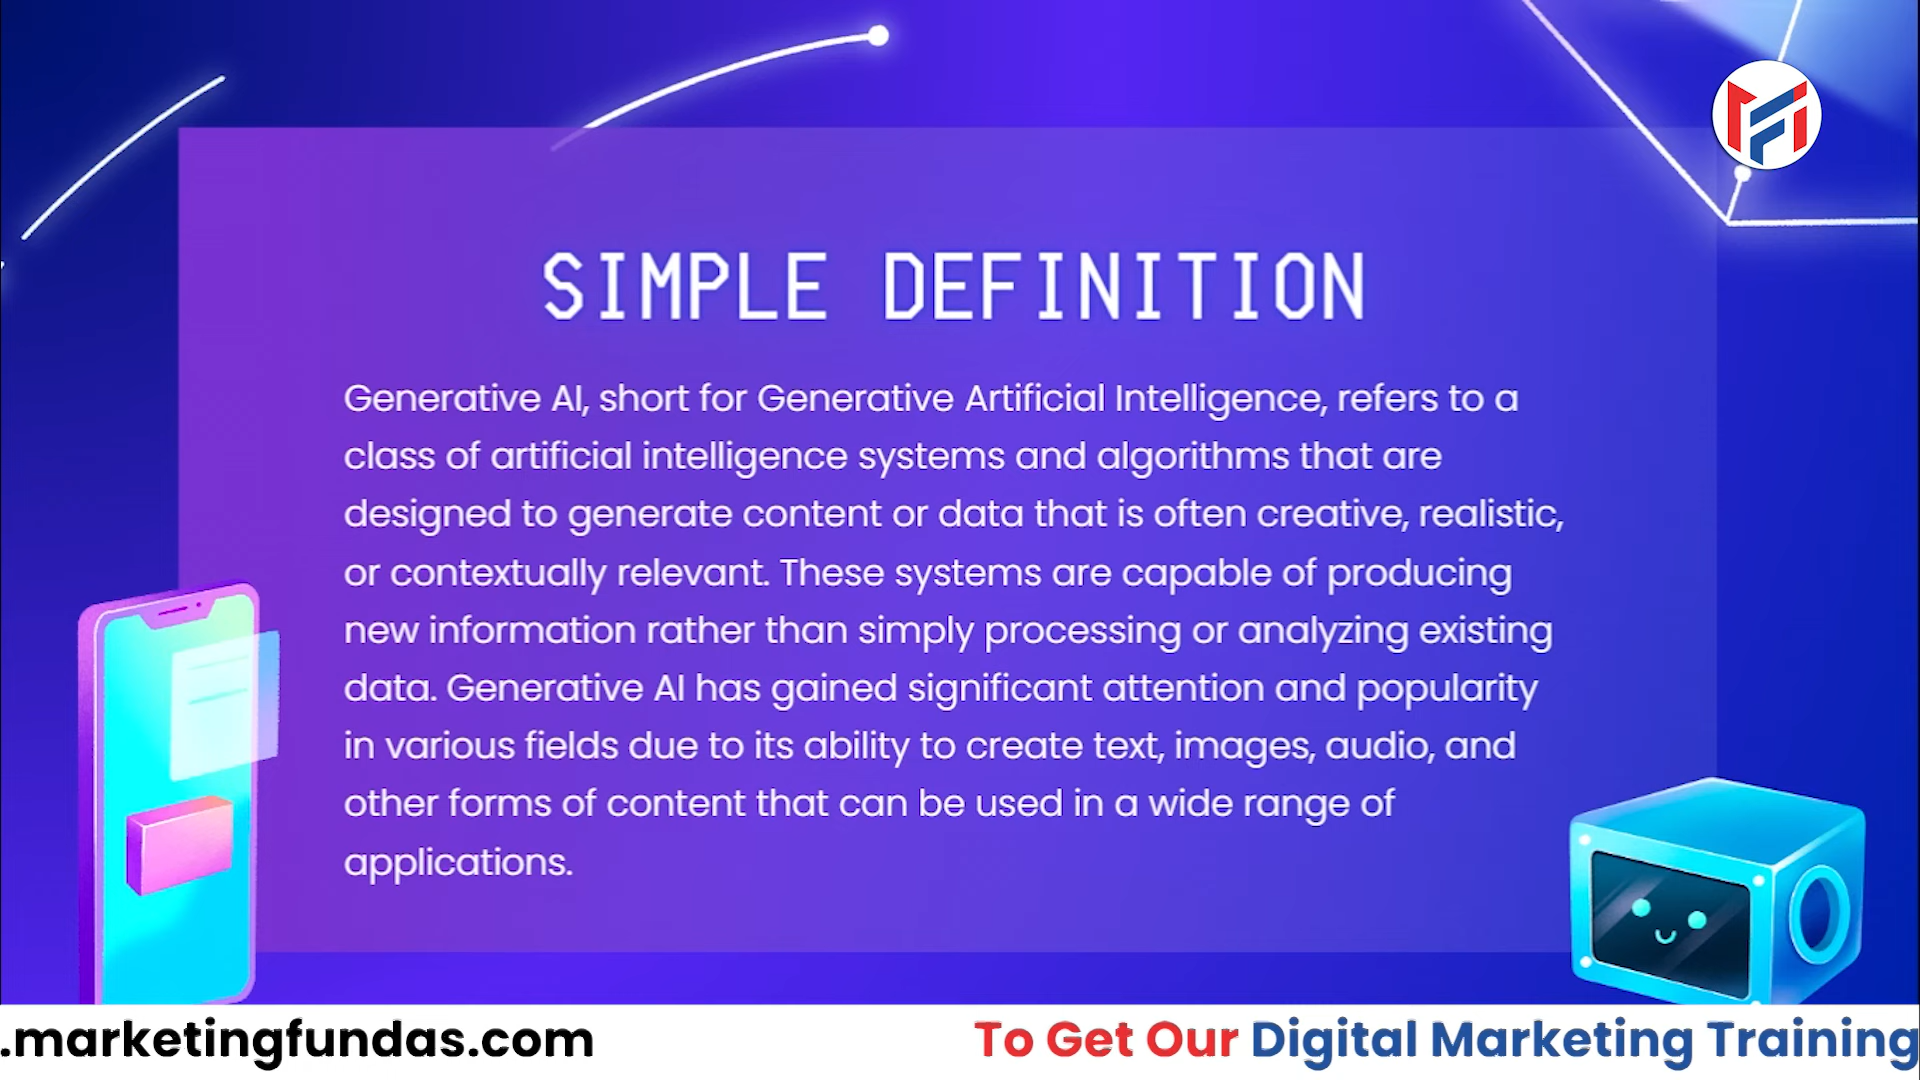 SIMPLE DEFINITION
Generative AI, short for Generative Artificial Intelligence, refers to a
class of artificial intelligence systems and algorithms that are
designed to generate content or data that is often creative, realistic,
or contextually relevant. These systems are capable of producing
new information rather than simply processing or analyzing existing
data. Generative AI has gained significant attention and popularity
in various fields due to its ability to create text, images, audio, and
other forms of content that can be used in a wide range of
applications.
.marketingfundas.com
To Get Our Digital Marketing Training